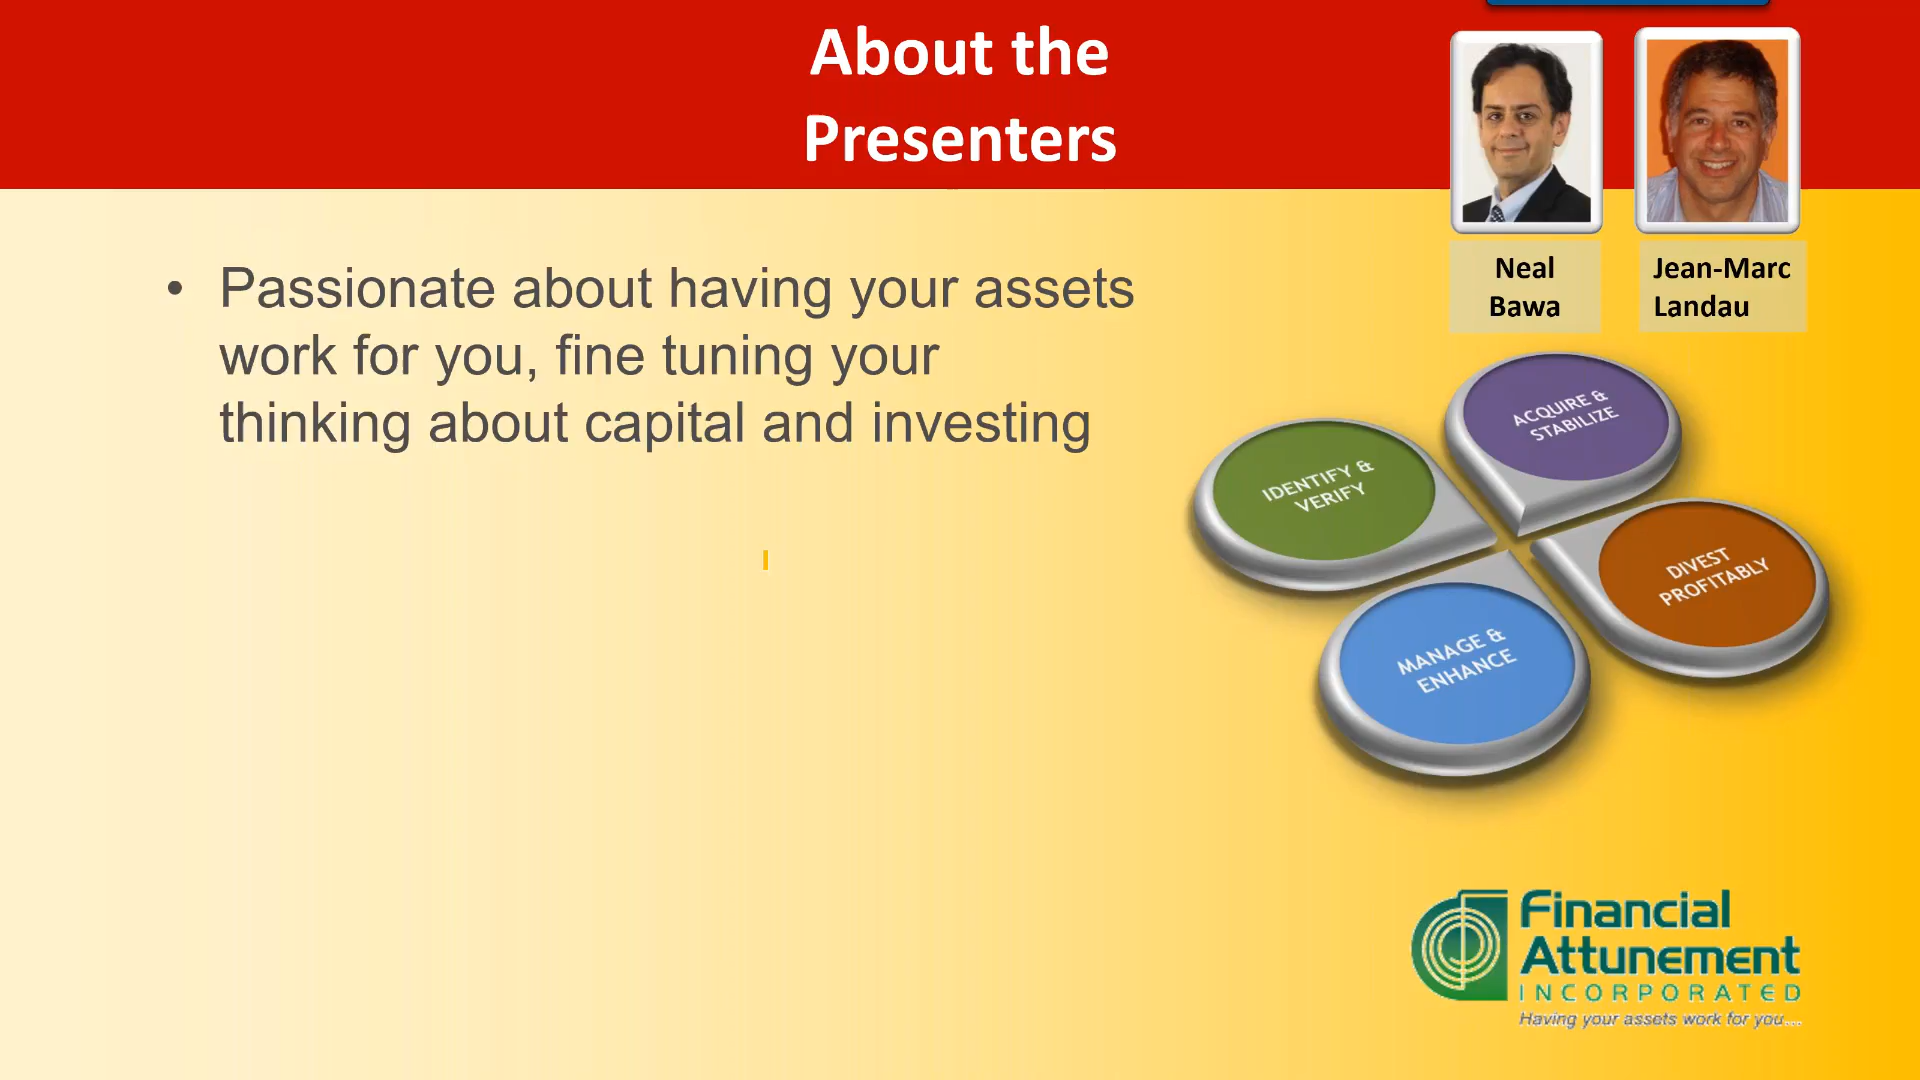 About the
Presenters
Neal
Bawa
Jean-Marc
Landau
• Passionate about having your assets
work for you, fine tuning your
thinking about capital and investing
ACQUIRE &
STABILIZE
IDENTIFY &
VERIFY
DIVEST
PROFITABLY
MANAGE &
ENHANCE
Financial
Attunement
INCORPORATED
Having your assets work for you...